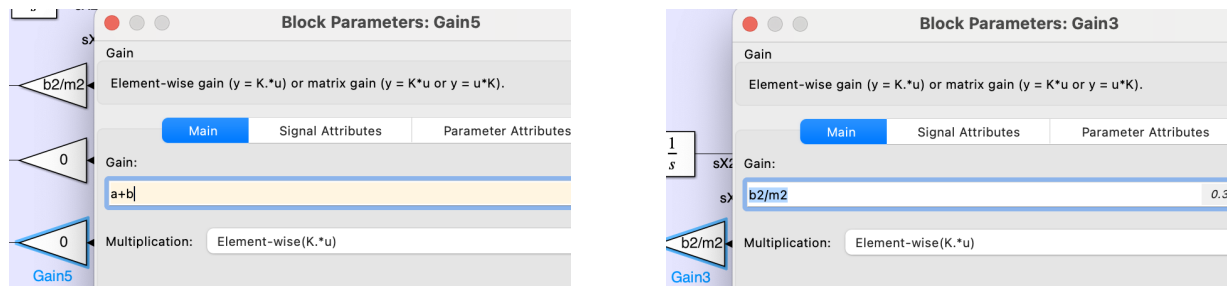 Block Parameters: Gain5
Gain
Element-wise gain (y = K.*u) or matrix gain (y = K*u or y = u*K).
Main Signal Attributes Parameter Attributes
Gain:
a+b
Multiplication: Element-wise(K.*u)
b2/m2
0
0
Gain5
Block Parameters: Gain3
Gain
Element-wise gain (y = K.*u) or matrix gain (y = K*u or y = u*K).
Main Signal Attributes Parameter Attributes
1
s
sX2
Gain:
b2/m2 0.3
Multiplication: Element-wise(K.*u)
b2/m2
Gain3